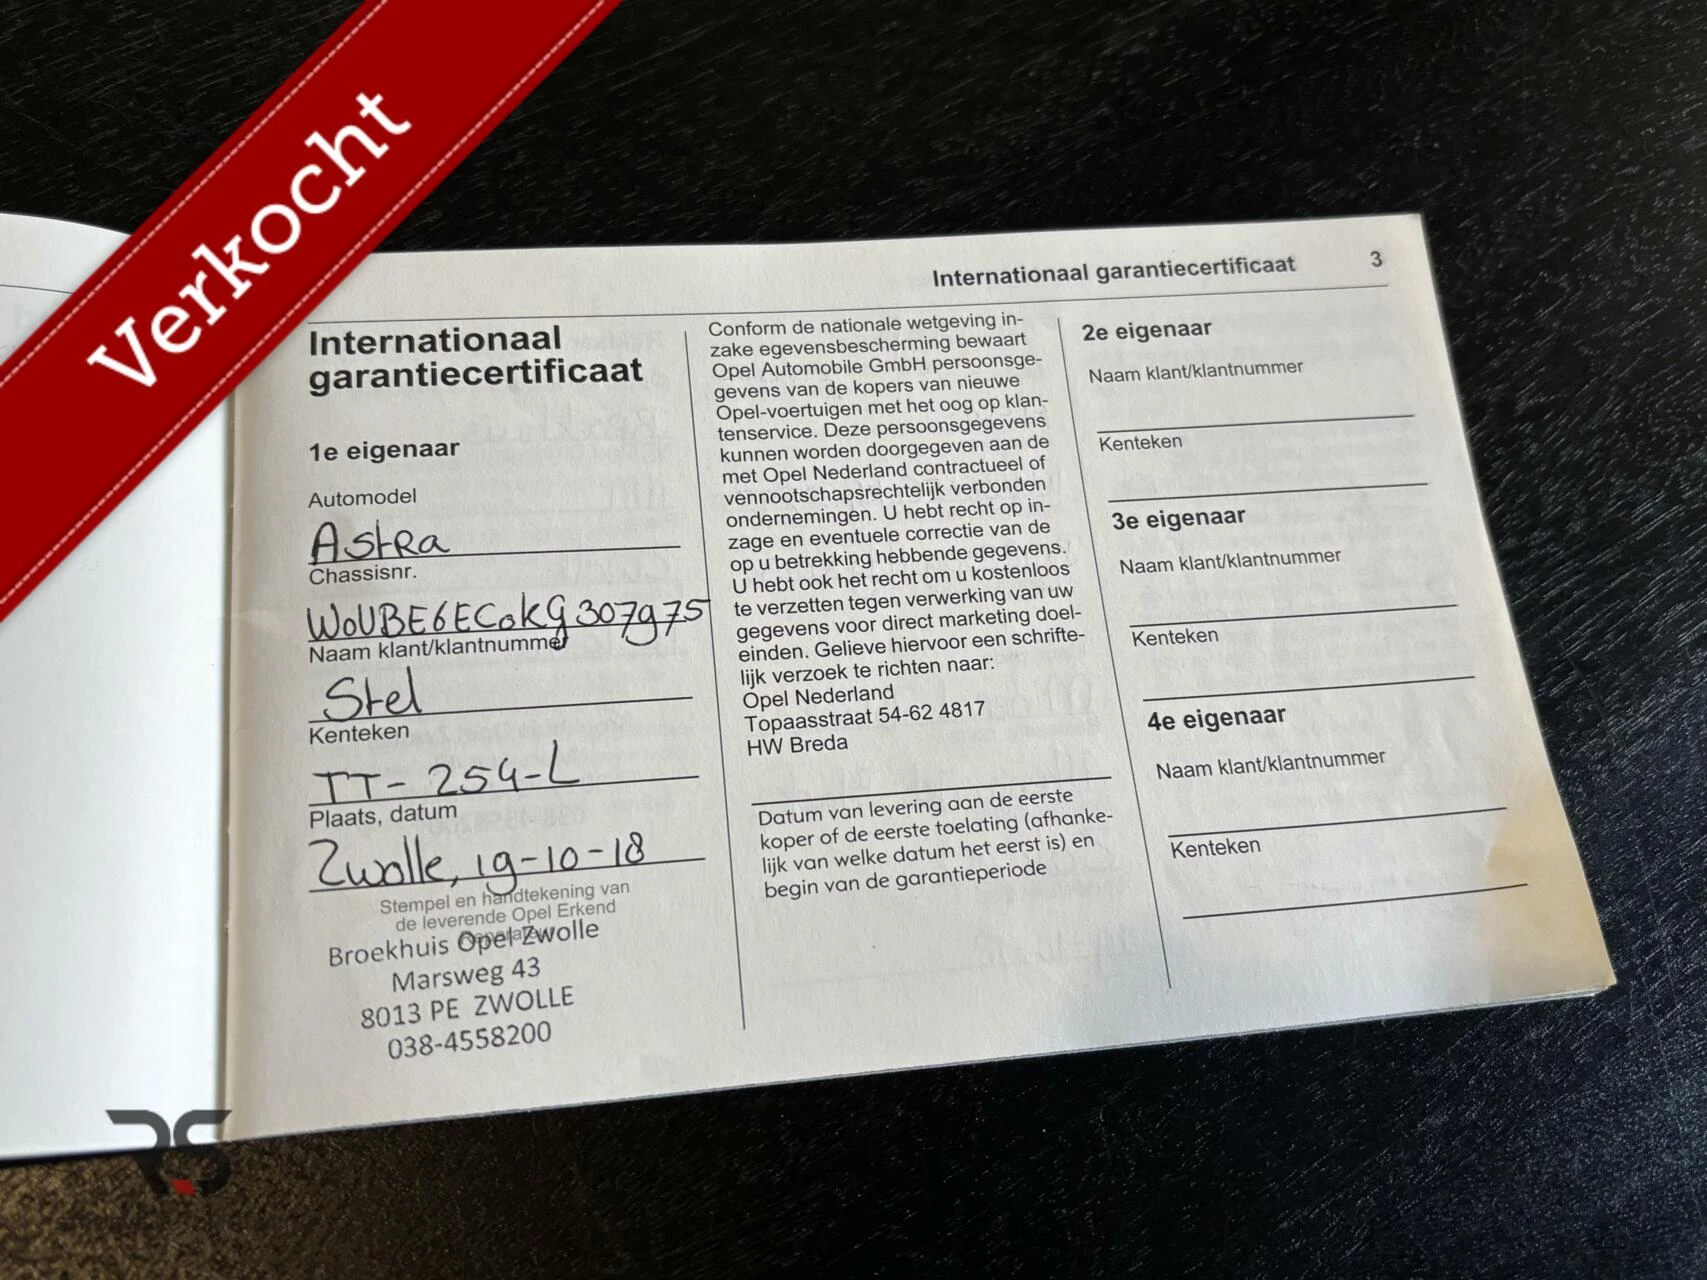 Verkocht
Internationaal garantiecertificaat 3
Internationaal
garantiecertificaat
1e eigenaar
Automodel
Astra
Chassisnr.
W0VBE6EC0KG307975
Naam klant/klantnummer
Stel
Kenteken
TT-254-L
Plaats, datum
Zwolle, 19-10-18
Stempel en handtekening van
de leverende Opel Erkend
Reparateur
Broekhuis Opel Zwolle
Marsweg 43
8013 PE ZWOLLE
038-4558200
Conform de nationale wetgeving in-
zake egevensbescherming bewaart
Opel Automobile GmbH persoonsge-
gevens van de kopers van nieuwe
Opel-voertuigen met het oog op klan-
tenservice. Deze persoonsgegevens
kunnen worden doorgegeven aan de
met Opel Nederland contractueel of
vennootschapsrechtelijk verbonden
ondernemingen. U hebt recht op in-
zage en eventuele correctie van de
op u betrekking hebbende gegevens.
U hebt ook het recht om u kostenloos
te verzetten tegen verwerking van uw
gegevens voor direct marketing doel-
einden. Gelieve hiervoor een schrifte-
lijk verzoek te richten naar:
Opel Nederland
Topaasstraat 54-62 4817
HW Breda
Datum van levering aan de eerste
koper of de eerste toelating (afhanke-
lijk van welke datum het eerst is) en
begin van de garantieperiode
2e eigenaar
Naam klant/klantnummer
Kenteken
3e eigenaar
Naam klant/klantnummer
Kenteken
4e eigenaar
Naam klant/klantnummer
Kenteken
RS